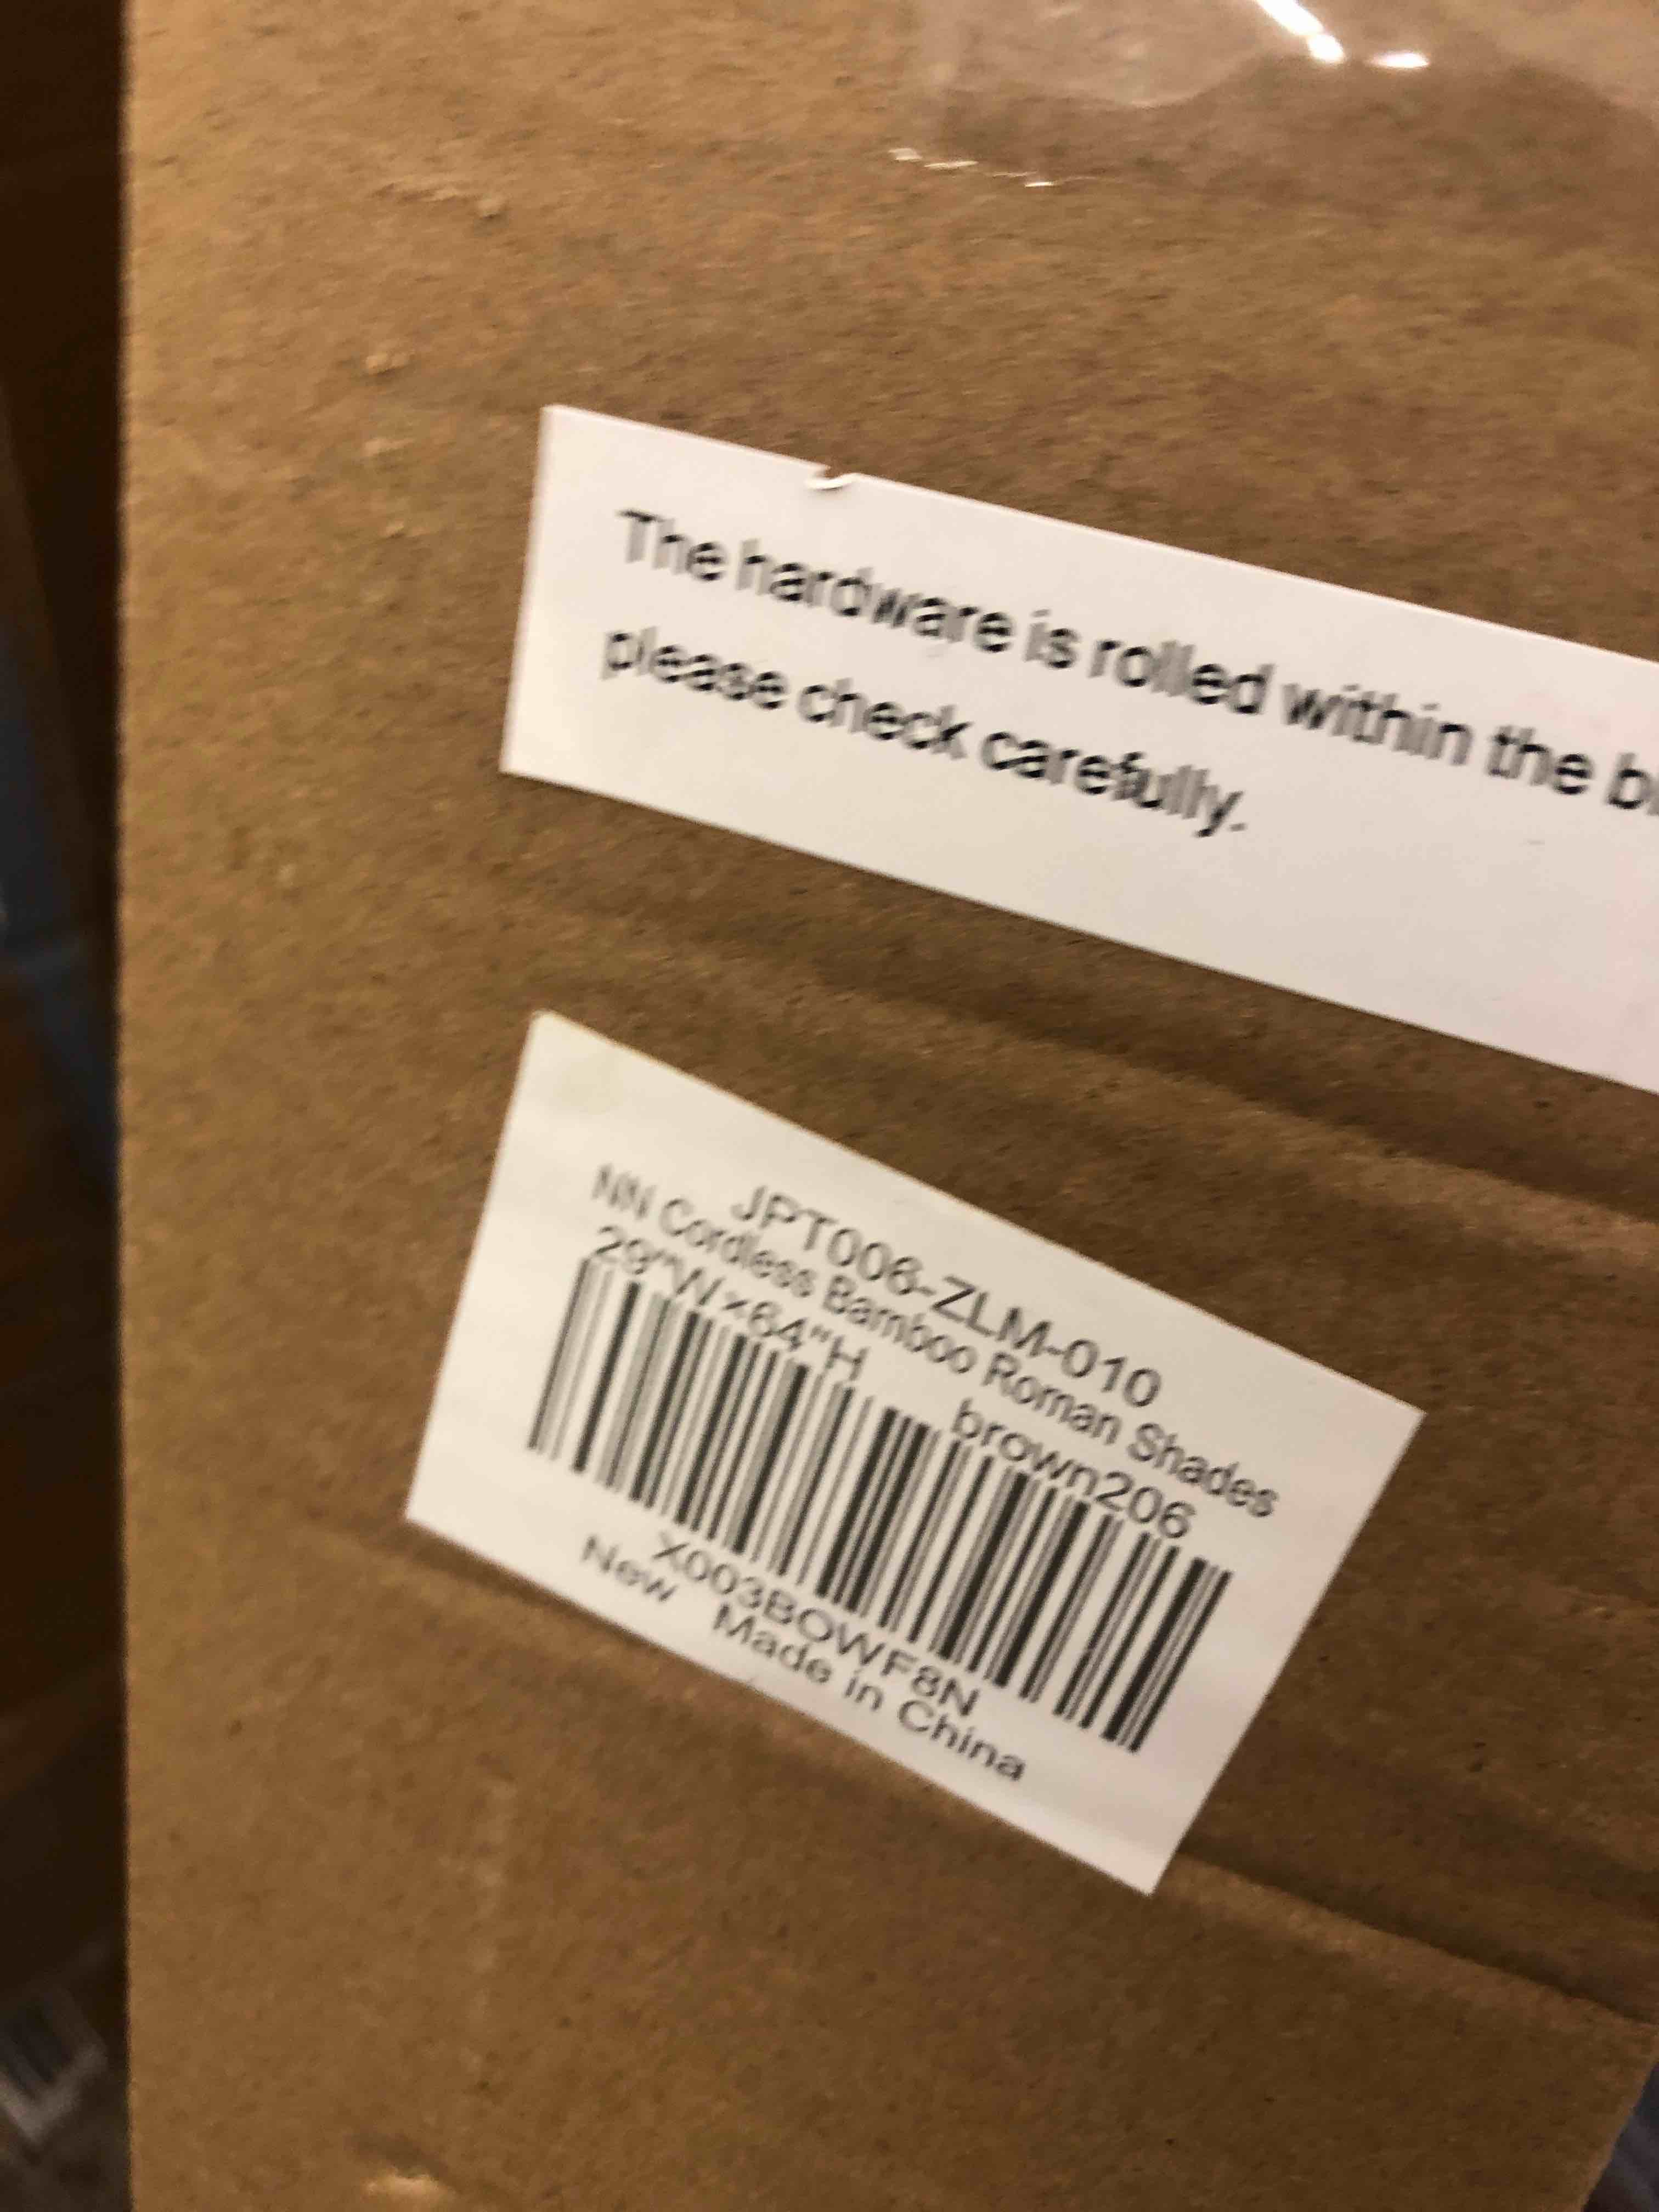 The hardware is rolled within the
please check carefully.
JPT006-ZLM-010
NN Cordless Bamboo Roman Shades
29"W×64"H brown206
X003BOWF8N
New Made in China